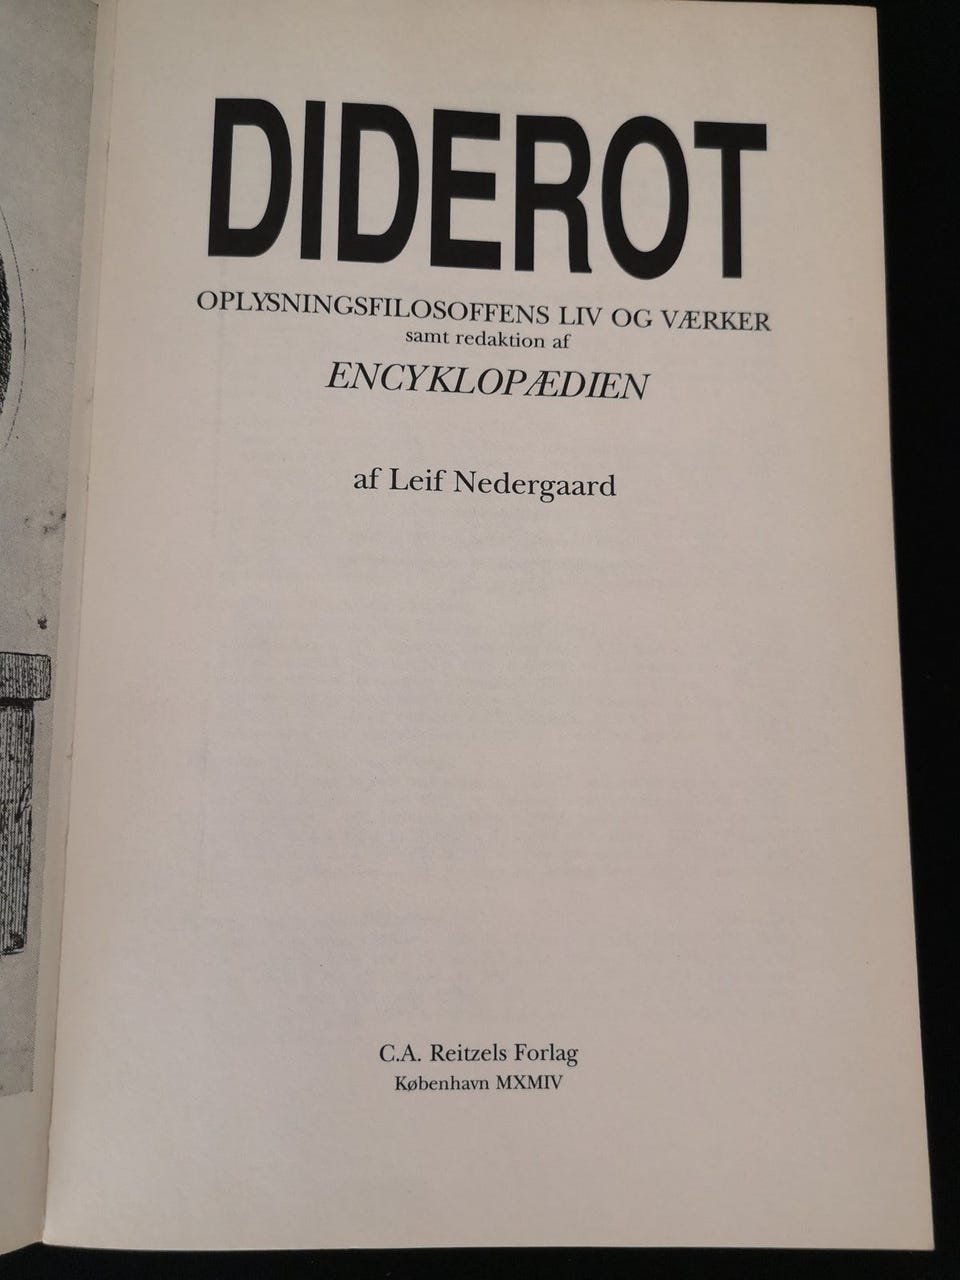 DIDEROT
OPLYSNINGSFILOSOFFENS LIV OG VÆRKER
samt redaktion af
ENCYKLOPÆDIEN
af Leif Nedergaard
C.A. Reitzels Forlag
København MXMIV